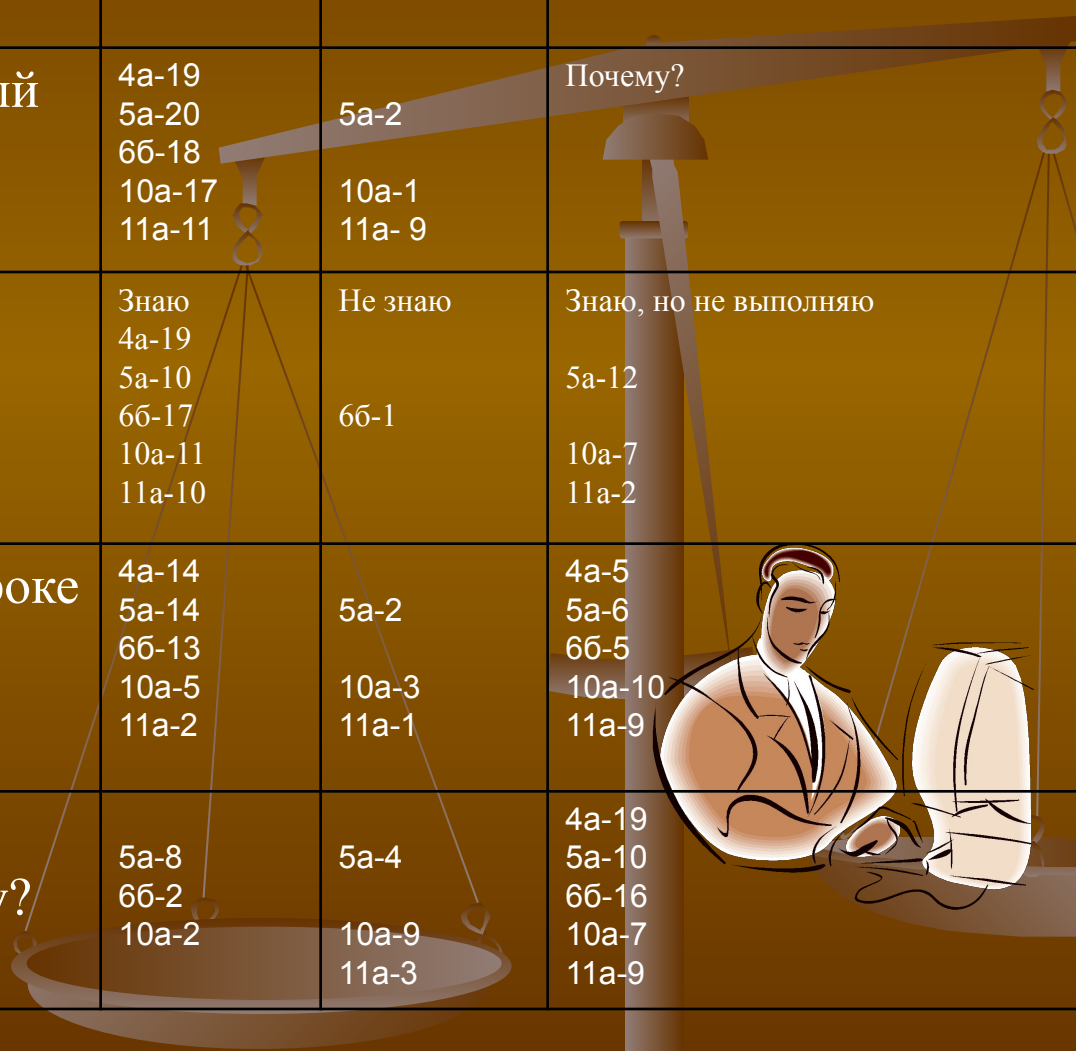 ый
4а-19
5а-20
6б-18
10а-17
11а-11
5а-2
10а-1
11а- 9
Почему?
Знаю
4а-19
5а-10
6б-17
10а-11
11а-10
Не знаю
6б-1
Знаю, но не выполняю
5а-12
10а-7
11а-2
роке
4а-14
5а-14
6б-13
10а-5
11а-2
5а-2
10а-3
11а-1
4а-5
5а-6
6б-5
10а-10
11а-9
у?
5а-8
6б-2
10а-2
5а-4
10а-9
11а-3
4а-19
5а-10
6б-16
10а-7
11а-9